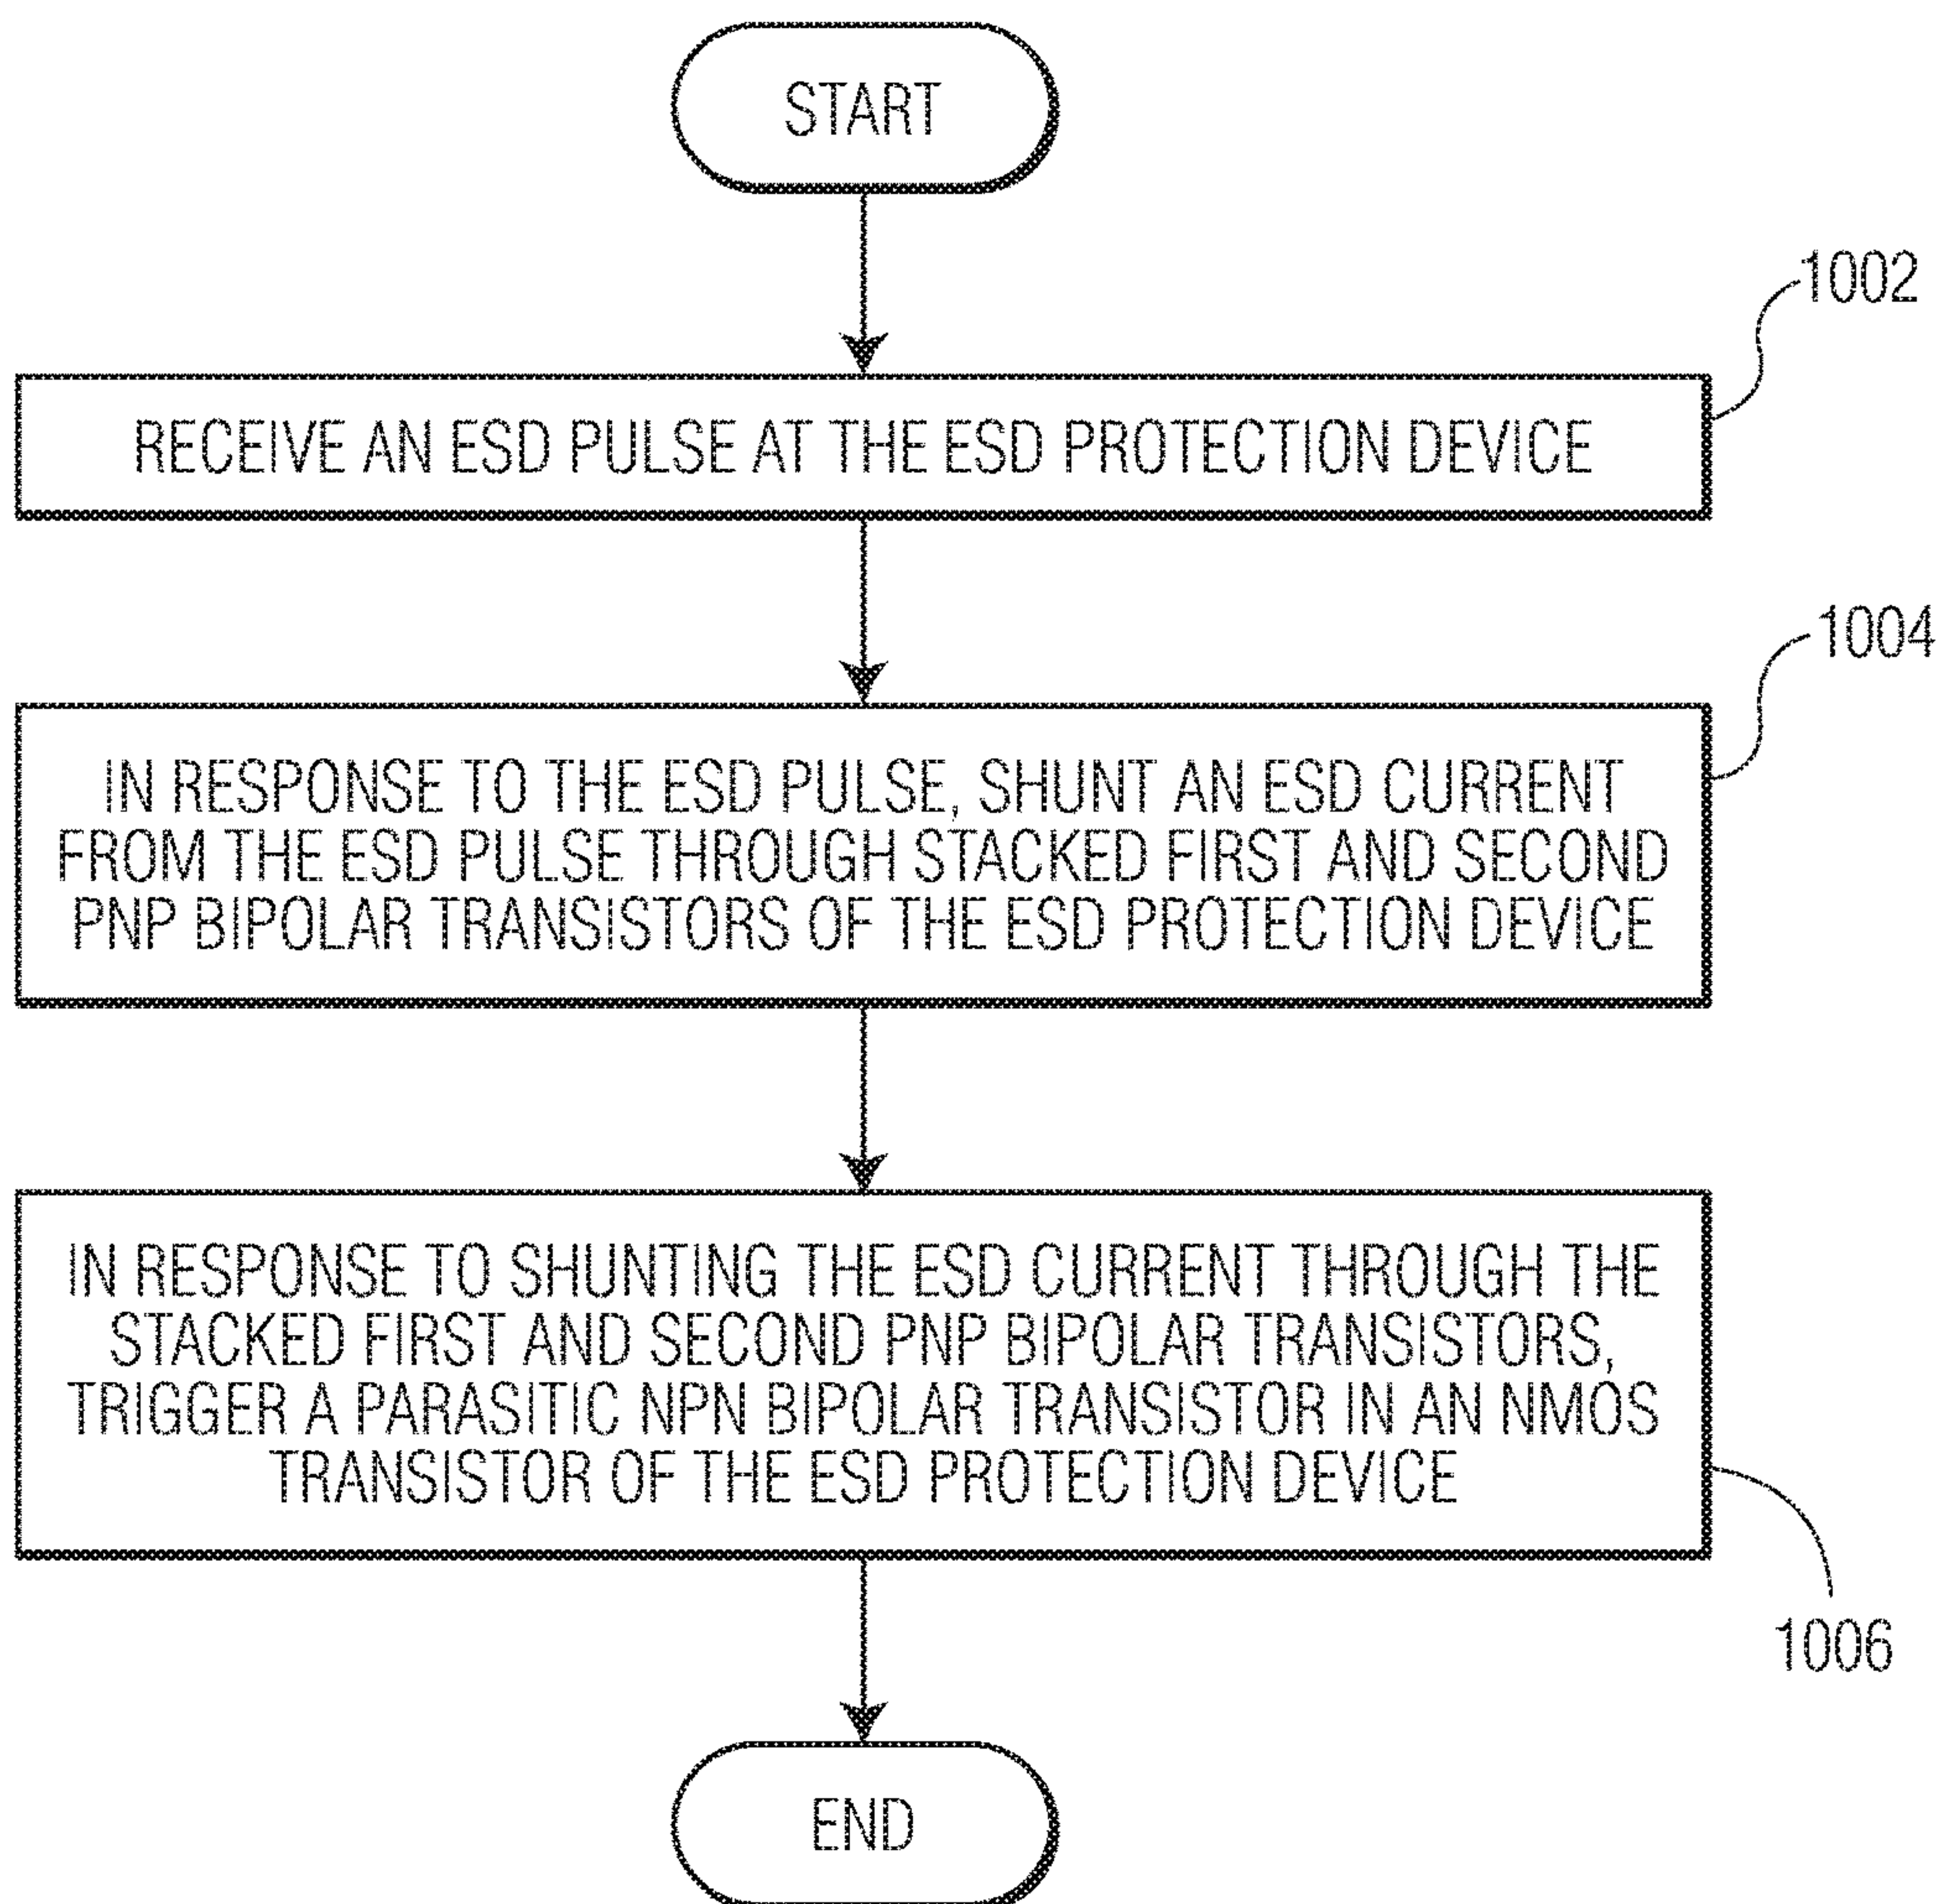 START
1002
RECEIVE AN ESD PULSE AT THE ESD PROTECTION DEVICE
1004
IN RESPONSE TO THE ESD PULSE, SHUNT AN ESD CURRENT
FROM THE ESD PULSE THROUGH STACKED FIRST AND SECOND
PNP BIPOLAR TRANSISTORS OF THE ESD PROTECTION DEVICE
IN RESPONSE TO SHUNTING THE ESD CURRENT THROUGH THE
STACKED FIRST AND SECOND PNP BIPOLAR TRANSISTORS,
TRIGGER A PARASITIC NPN BIPOLAR TRANSISTOR IN AN NMOS
TRANSISTOR OF THE ESD PROTECTION DEVICE
1006
END